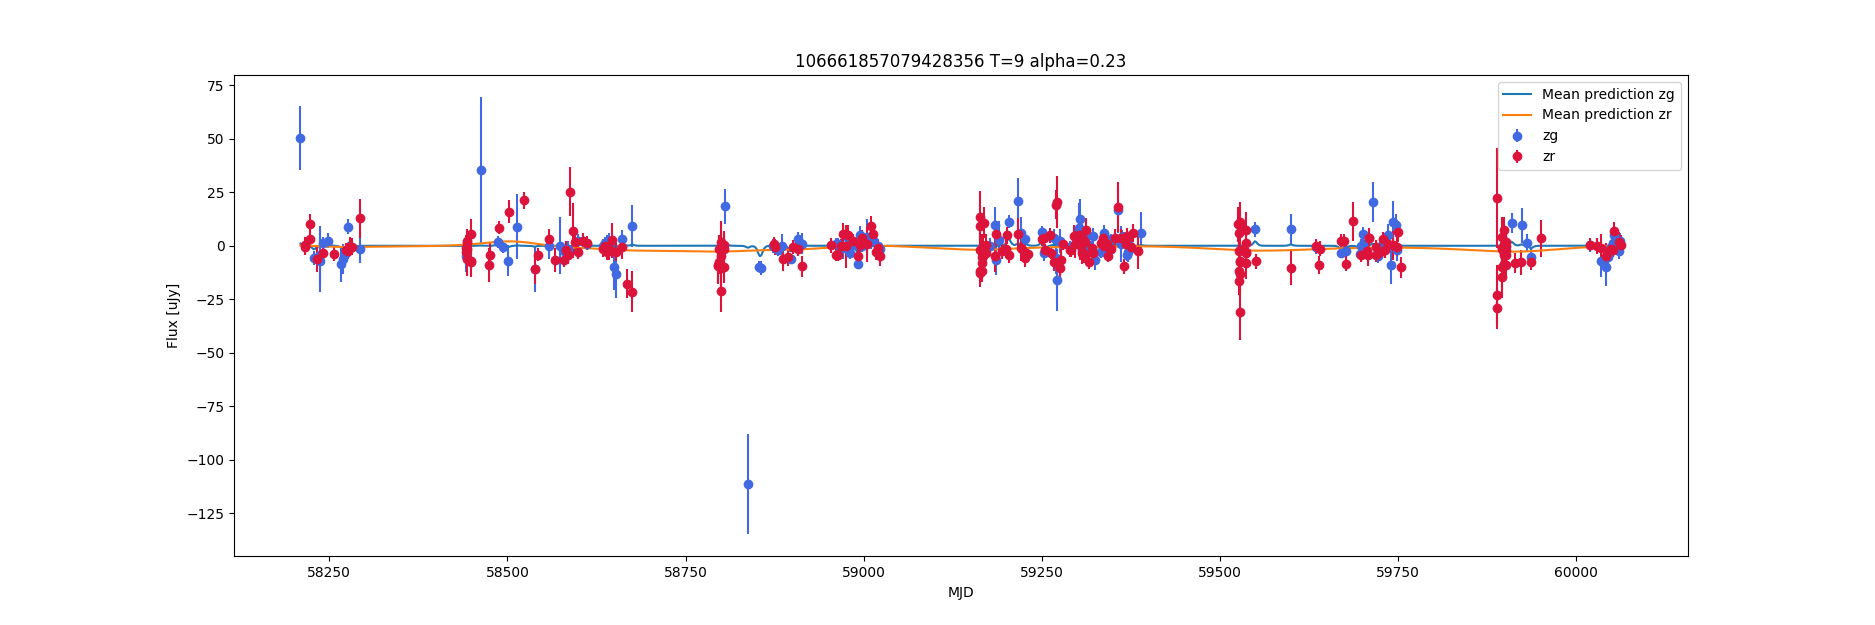 106661857079428356 T=9 alpha=0.23
75
50
25
0
−25
−50
−75
−100
−125
Flux [uJy]
58250
58500
58750
59000
59250
59500
59750
60000
MJD
Mean prediction zg
Mean prediction zr
zg
zr